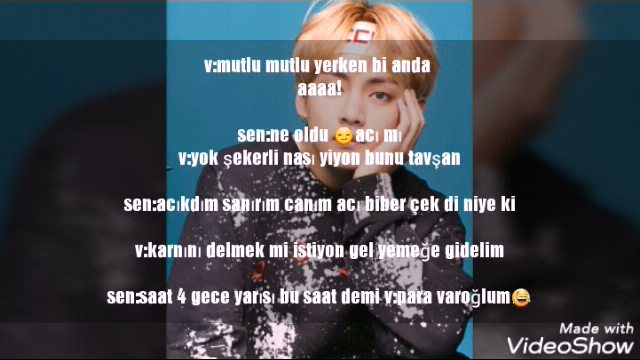 v:mutlu mutlu yerken bi anda
aaaa!
sen:ne oldu 😏acı mı
v:yok şekerli nası yiyon bunu tavşan
sen:acıkdım sanırım canım acı biber çek di niye ki
v:karnını delmek mi istiyon gel yemeğe gidelim
sen:saat 4 gece yarısı bu saat demi v:para varoğlum😂
Made with
VideoShow